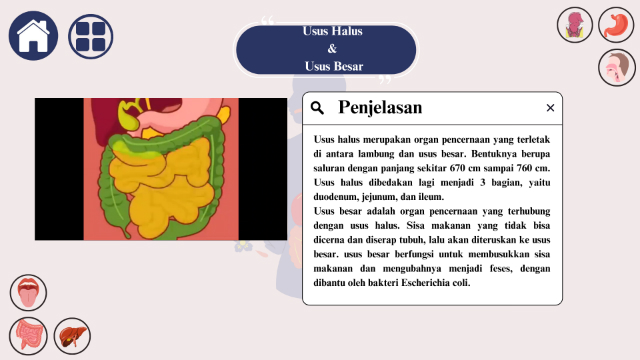 Usus Halus
&
Usus Besar
Penjelasan
Usus halus merupakan organ pencernaan yang terletak
di antara lambung dan usus besar. Bentuknya berupa
saluran dengan panjang sekitar 670 cm sampai 760 cm.
Usus halus dibedakan lagi menjadi 3 bagian, yaitu
duodenum, jejunum, dan ileum.
Usus besar adalah organ pencernaan yang terhubung
dengan usus halus. Sisa makanan yang tidak bisa
dicerna dan diserap tubuh, lalu akan diteruskan ke usus
besar. usus besar berfungsi untuk membusukkan sisa
makanan dan mengubahnya menjadi feses, dengan
dibantu oleh bakteri Escherichia coli.